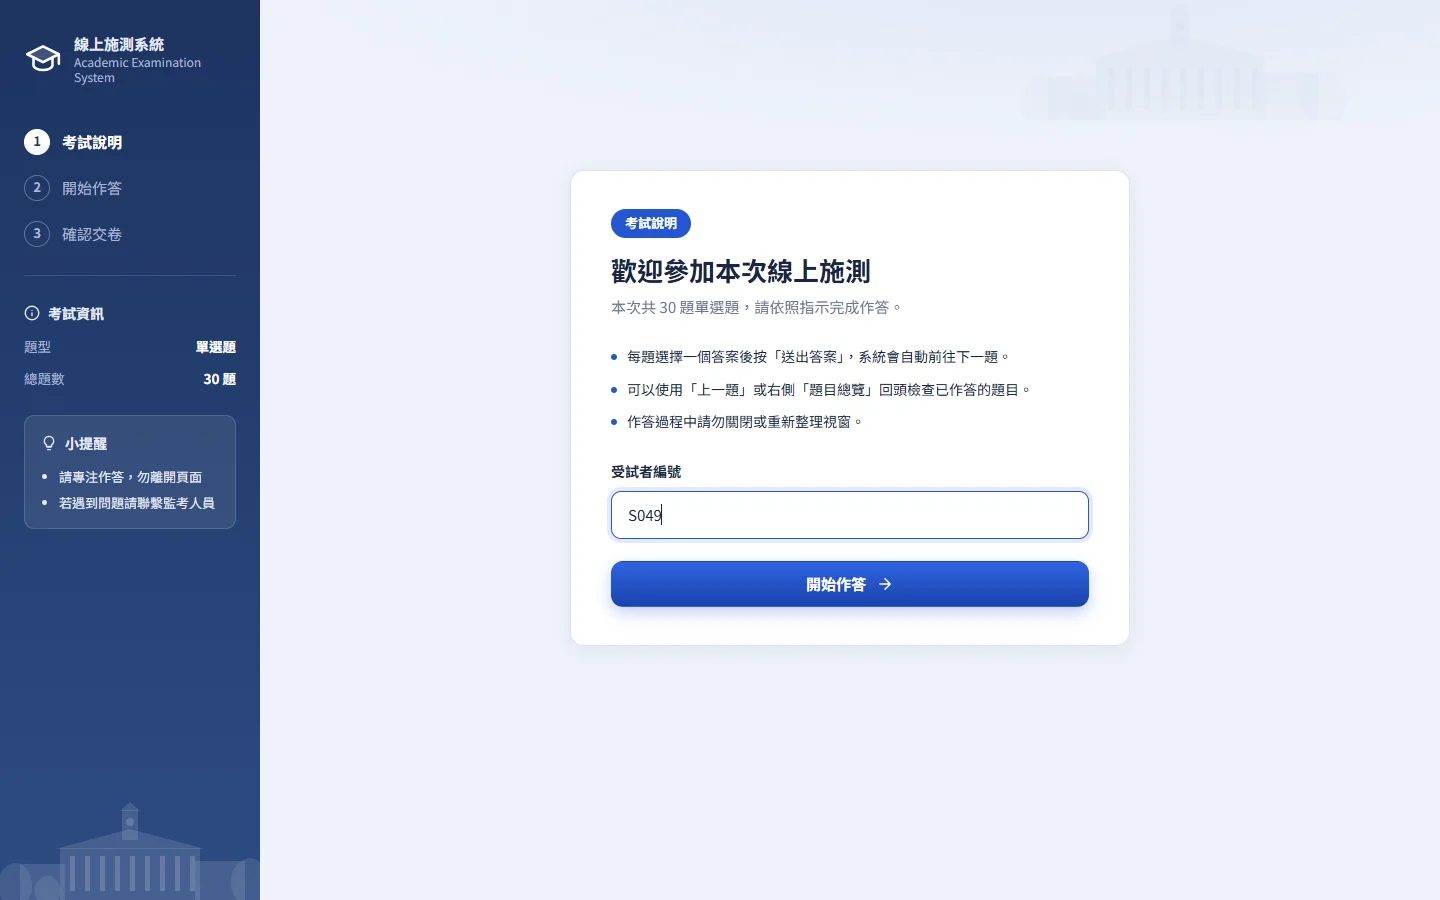 線上施測系統
Academic Examination
System
1 考試說明
2 開始作答
3 確認交卷
考試資訊
題型 單選題
總題數 30 題
小提醒
• 請專注作答，勿離開頁面
• 若遇到問題請聯繫監考人員
考試說明
歡迎參加本次線上施測
本次共 30 題單選題，請依照指示完成作答。
• 每題選擇一個答案後按「送出答案」，系統會自動前往下一題。
• 可以使用「上一題」或右側「題目總覽」回頭檢查已作答的題目。
• 作答過程中請勿關閉或重新整理視窗。
受試者編號
S049
開始作答 →